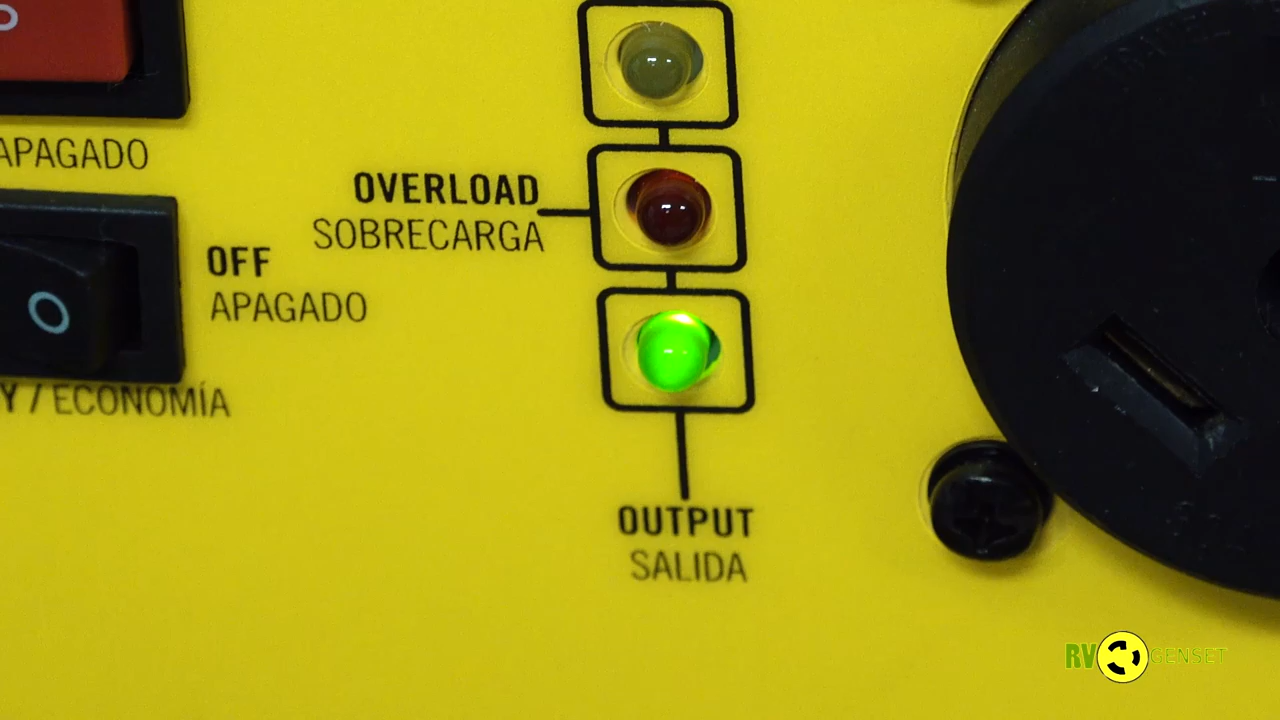 APAGADO
OVERLOAD
SOBRECARGA
OFF
APAGADO
Y / ECONOMÍA
OUTPUT
SALIDA
RV GENSET